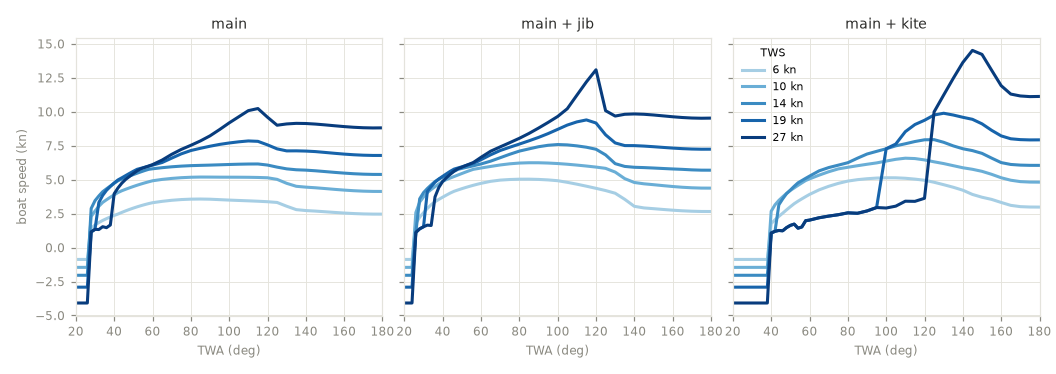 main
main + jib
main + kite
boat speed (kn)
15.0
12.5
10.0
7.5
5.0
2.5
0.0
−2.5
−5.0
TWS
6 kn
10 kn
14 kn
19 kn
27 kn
20 40 60 80 100 120 140 160 180
20 40 60 80 100 120 140 160 180
20 40 60 80 100 120 140 160 180
TWA (deg)
TWA (deg)
TWA (deg)